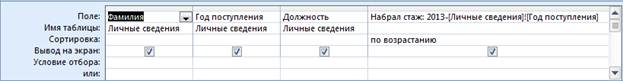 Поле: Фамилия Год поступления Должность Набрал стаж: 2013-[Личные сведения]![Год поступления]
Имя таблицы: Личные сведения Личные сведения Личные сведения
Сортировка: по возрастанию
Вывод на экран:
Условие отбора:
или: